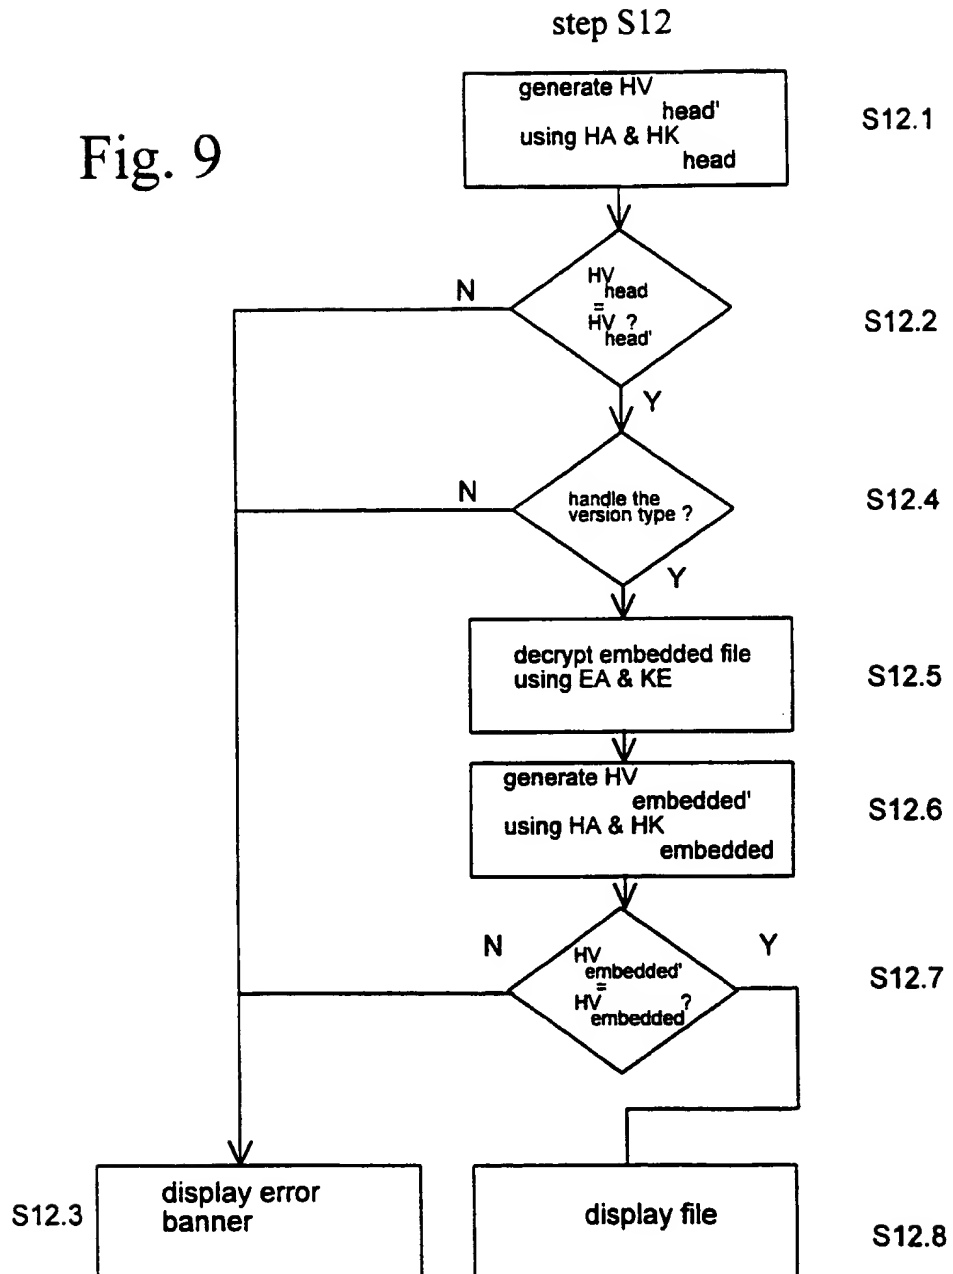 step S12
Fig. 9
generate HV
head'
using HA & HK
head
S12.1
N
HV
head
=
HV ?
head'
S12.2
Y
N
handle the
version type ?
S12.4
Y
decrypt embedded file
using EA & KE
S12.5
generate HV
embedded'
using HA & HK
embedded
S12.6
N
HV
embedded'
=
HV ?
embedded
Y
S12.7
S12.3
display error
banner
display file
S12.8